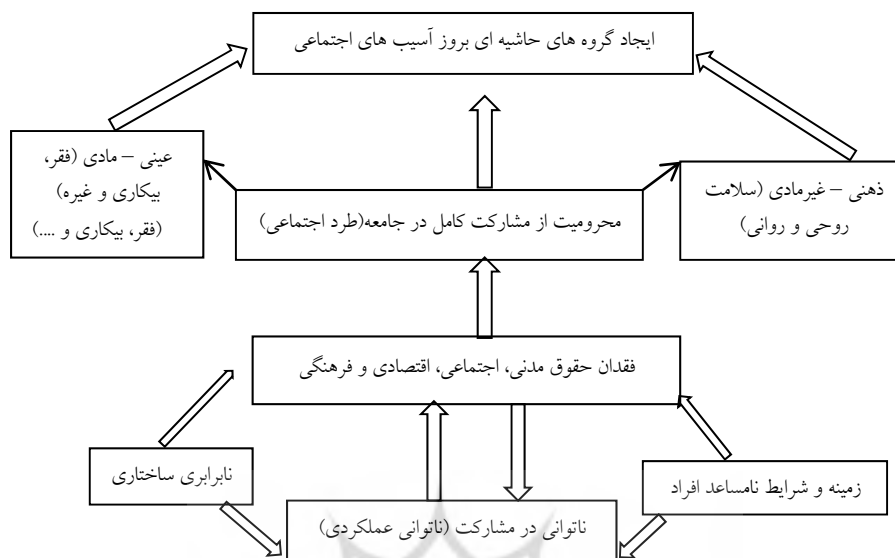 ایجاد گروه های حاشیه ای بروز آسیب های اجتماعی
ذهنی – غیرمادی (سلامت
روحی و روانی)
عینی – مادی (فقر،
بیکاری و غیره)
(فقر، بیکاری و ....)
محرومیت از مشارکت کامل در جامعه(طرد اجتماعی)
فقدان حقوق مدنی، اجتماعی، اقتصادی و فرهنگی
زمینه و شرایط نامساعد افراد
نابرابری ساختاری
ناتوانی در مشارکت (ناتوانی عملکردی)